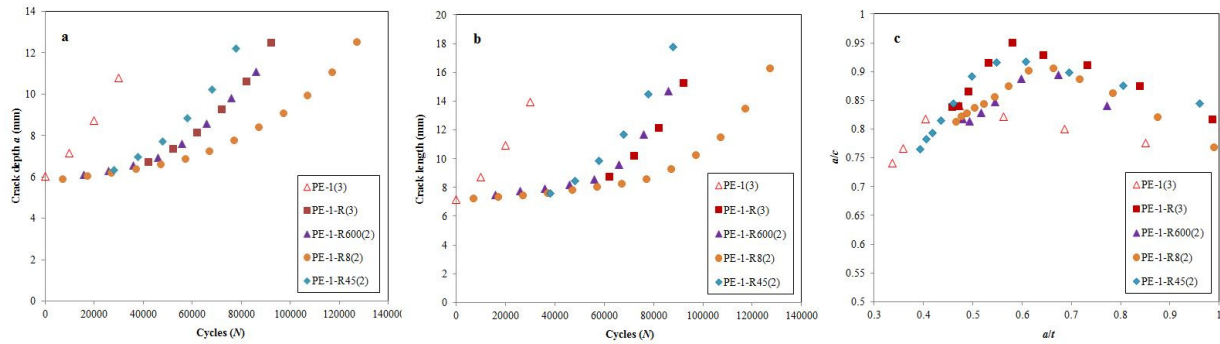 a
Crack depth a (mm)
14
12
10
8
6
4
2
0
0
20000
40000
60000
80000
100000
120000
140000
Cycles (N)
PE-1(3)
PE-1-R(3)
PE-1-R600(2)
PE-1-R8(2)
PE-1-R45(2)
b
Crack length (mm)
20
18
16
14
12
10
8
6
4
2
0
0
20000
40000
60000
80000
100000
120000
140000
Cycles (N)
PE-1(3)
PE-1-R(3)
PE-1-R600(2)
PE-1-R8(2)
PE-1-R45(2)
c
a/c
1
0.95
0.9
0.85
0.8
0.75
0.7
0.65
0.6
0.55
0.5
0.3
0.4
0.5
0.6
0.7
0.8
0.9
1
a/t
PE-1(3)
PE-1-R(3)
PE-1-R600(2)
PE-1-R8(2)
PE-1-R45(2)